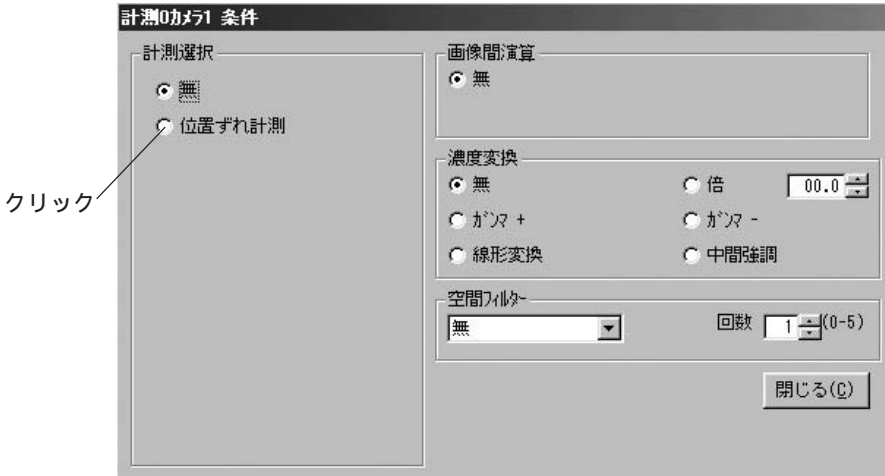 計測0ｶﾒﾗ1 条件
計測選択
無
位置ずれ計測
クリック
画像間演算
無
濃度変換
無
倍
00.0
ｶﾞﾝﾏ +
ｶﾞﾝﾏ -
線形変換
中間強調
空間ﾌｨﾙﾀｰ
無
回数 1 (0-5)
閉じる(C)